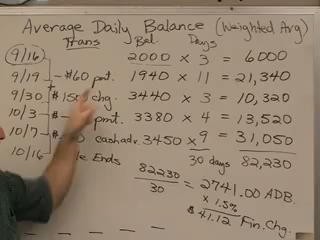 Average Daily Balance (Weighted Avg)
Trans Bal. Days
9/16 2000 × 3 = 6000
9/19 - $60 pmt. 1940 × 11 = 21,340
9/30 + $150 chg. 3440 × 3 = 10,320
10/3 pmt. 3380 × 4 = 13,520
10/7 cash adv. 3450 × 9 = 31,050
10/16 Ends 30 days 82,230
82230 / 30 = 2741.00 ADB.
× 1.5%
$41.12 Fin. Chg.